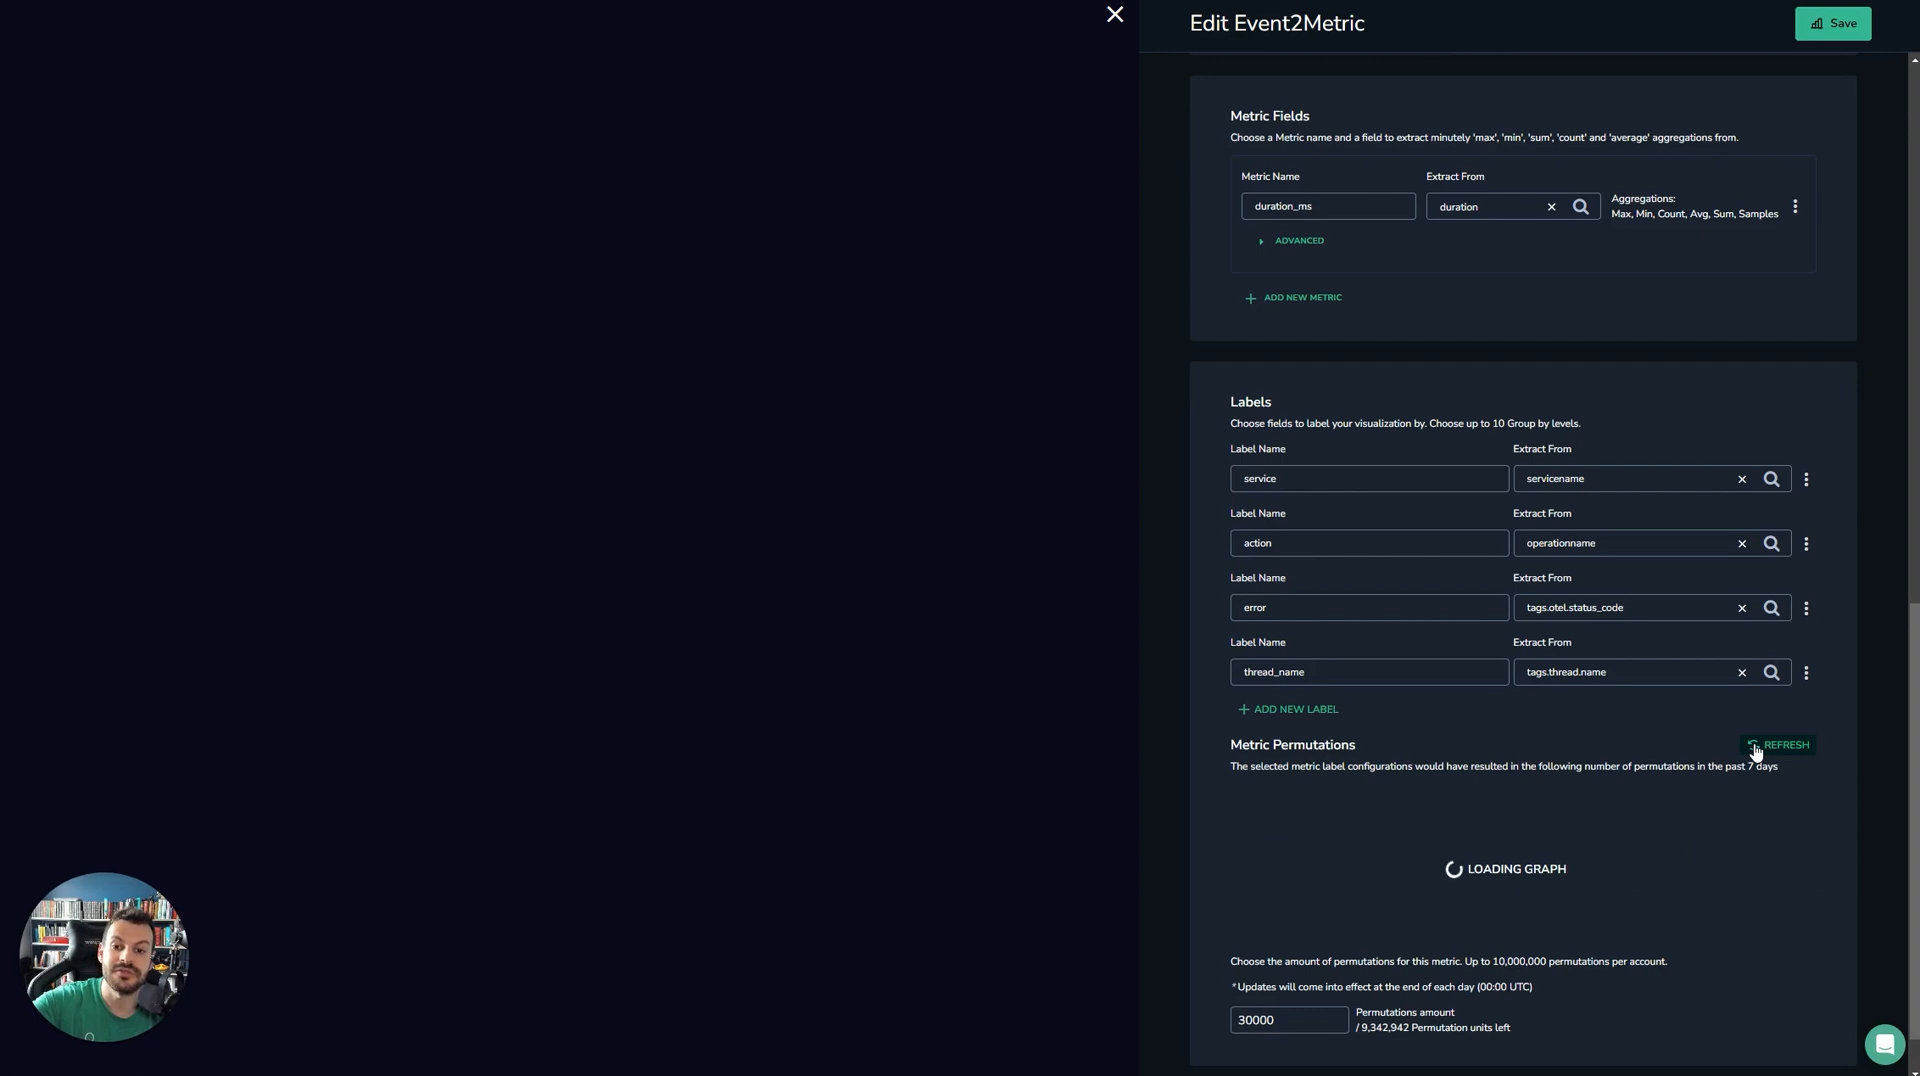 Edit Event2Metric
Save
Metric Fields
Choose a Metric name and a field to extract minutely 'max', 'min', 'sum', 'count' and 'average' aggregations from.
Metric Name
Extract From
duration_ms
duration
Aggregations:
Max, Min, Count, Avg, Sum, Samples
ADVANCED
ADD NEW METRIC
Labels
Choose fields to label your visualization by. Choose up to 10 Group by levels.
Label Name
Extract From
service
servicename
Label Name
Extract From
action
operationname
Label Name
Extract From
error
tags.otel.status_code
Label Name
Extract From
thread_name
tags.thread.name
ADD NEW LABEL
Metric Permutations
REFRESH
The selected metric label configurations would have resulted in the following number of permutations in the past 7 days
LOADING GRAPH
Choose the amount of permutations for this metric. Up to 10,000,000 permutations per account.
*Updates will come into effect at the end of each day (00:00 UTC)
30000
Permutations amount
/ 9,342,942 Permutation units left